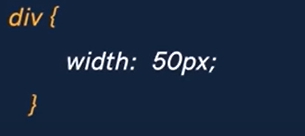 div {
width: 50px;
}